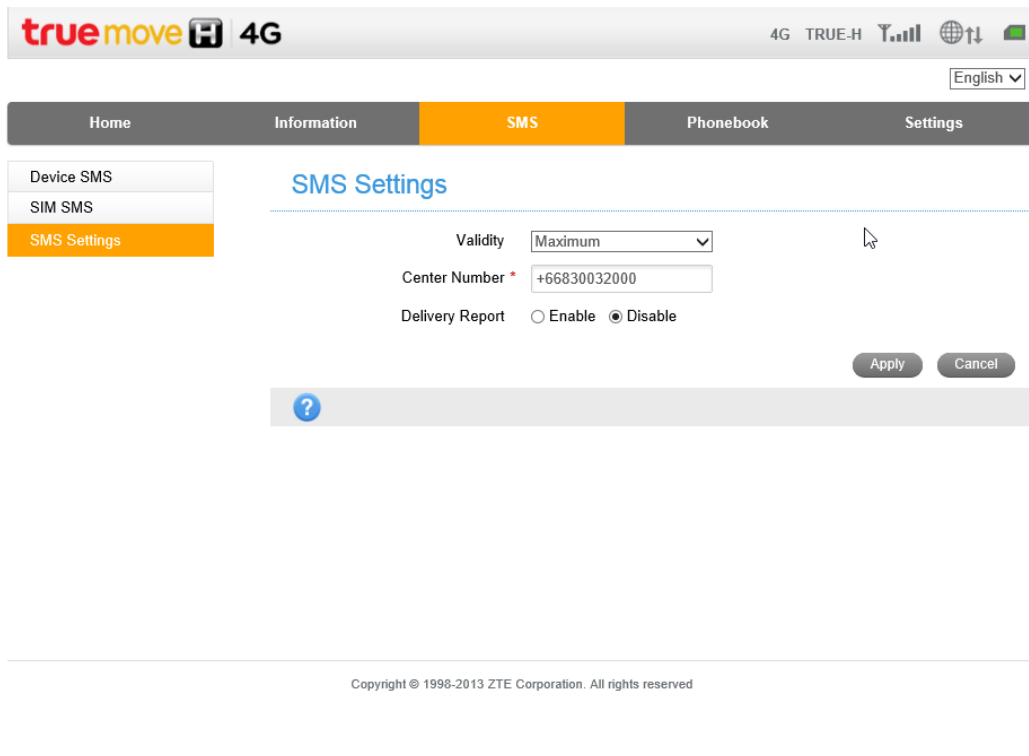 truemove H 4G
4G TRUE-H
English
Home Information SMS Phonebook Settings
Device SMS
SIM SMS
SMS Settings
SMS Settings
Validity Maximum
Center Number * +66830032000
Delivery Report Enable Disable
Apply Cancel
?
Copyright © 1998-2013 ZTE Corporation. All rights reserved